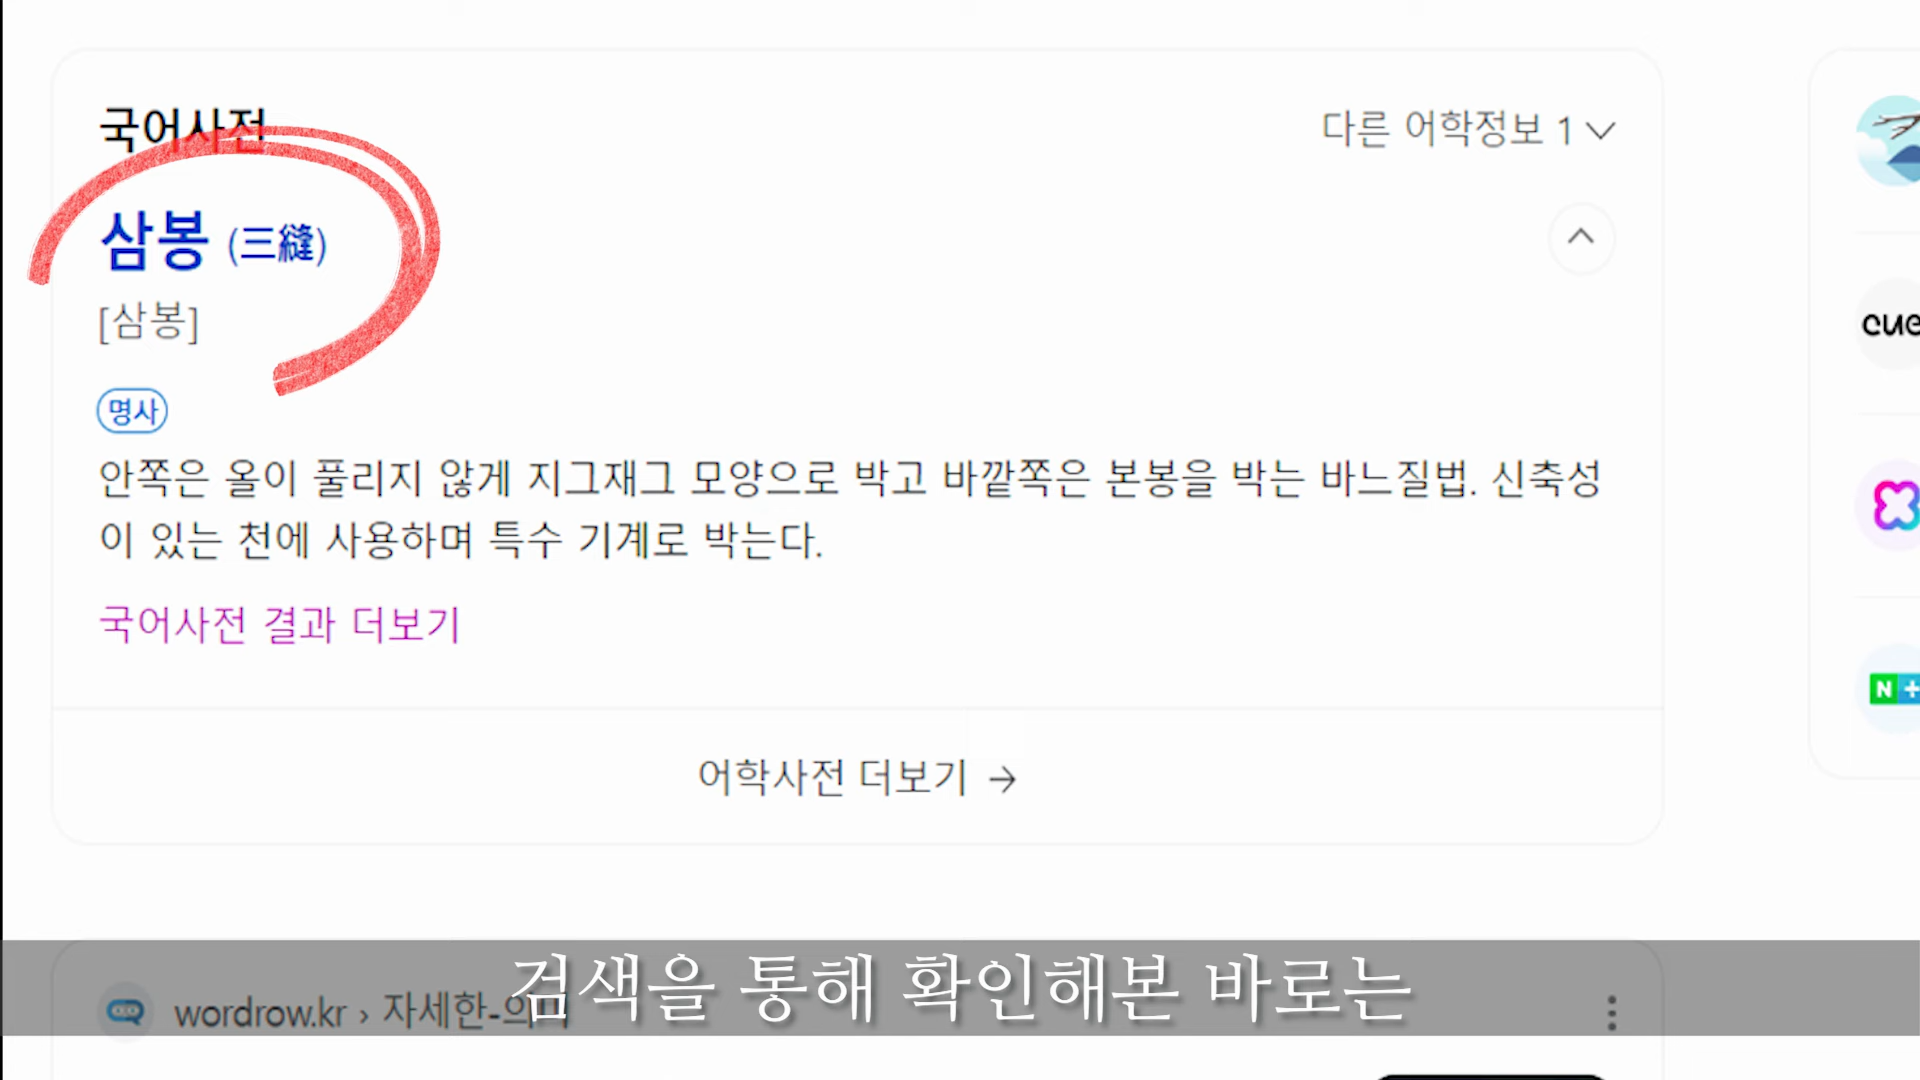 국어사전
다른 어학정보 1
삼봉 (三縫)
[삼봉]
명사
안쪽은 올이 풀리지 않게 지그재그 모양으로 박고 바깥쪽은 본봉을 박는 바느질법. 신축성
이 있는 천에 사용하며 특수 기계로 박는다.
국어사전 결과 더보기
어학사전 더보기 →
cue
N+
검색을 통해 확인해본 바로는
wordrow.kr › 자세한-의미